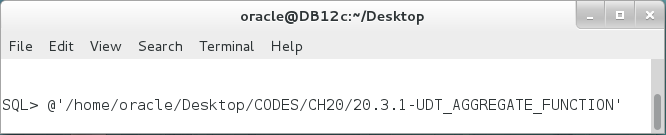 oracle@DB12c:~/Desktop
File Edit View Search Terminal Help
SQL> @'/home/oracle/Desktop/CODES/CH20/20.3.1-UDT_AGGREGATE_FUNCTION'